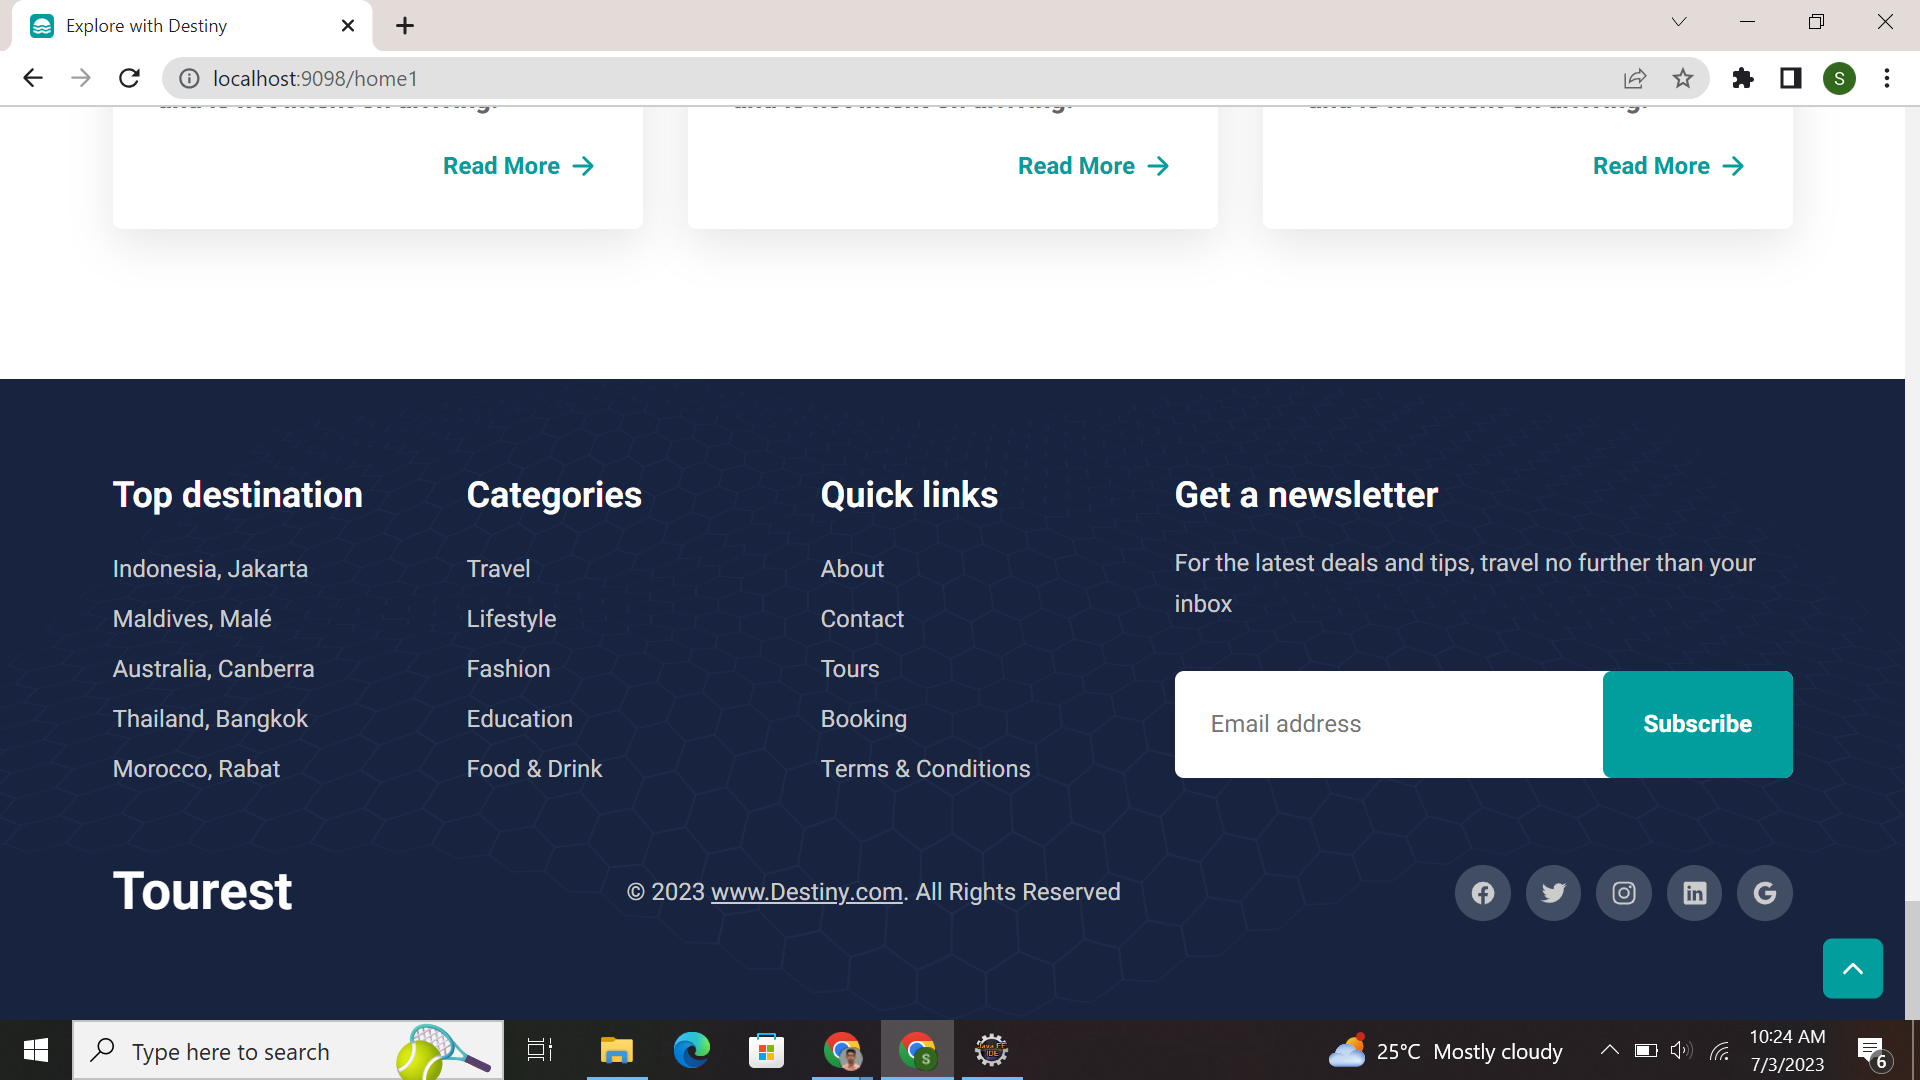 Explore with Destiny
localhost:9098/home1
S
Read More
Read More
Read More
Top destination
Indonesia, Jakarta
Maldives, Malé
Australia, Canberra
Thailand, Bangkok
Morocco, Rabat
Categories
Travel
Lifestyle
Fashion
Education
Food & Drink
Quick links
About
Contact
Tours
Booking
Terms & Conditions
Get a newsletter
For the latest deals and tips, travel no further than your
inbox
Email address
Subscribe
Tourest
© 2023 www.Destiny.com. All Rights Reserved
Type here to search
S
25°C Mostly cloudy
10:24 AM
7/3/2023
6